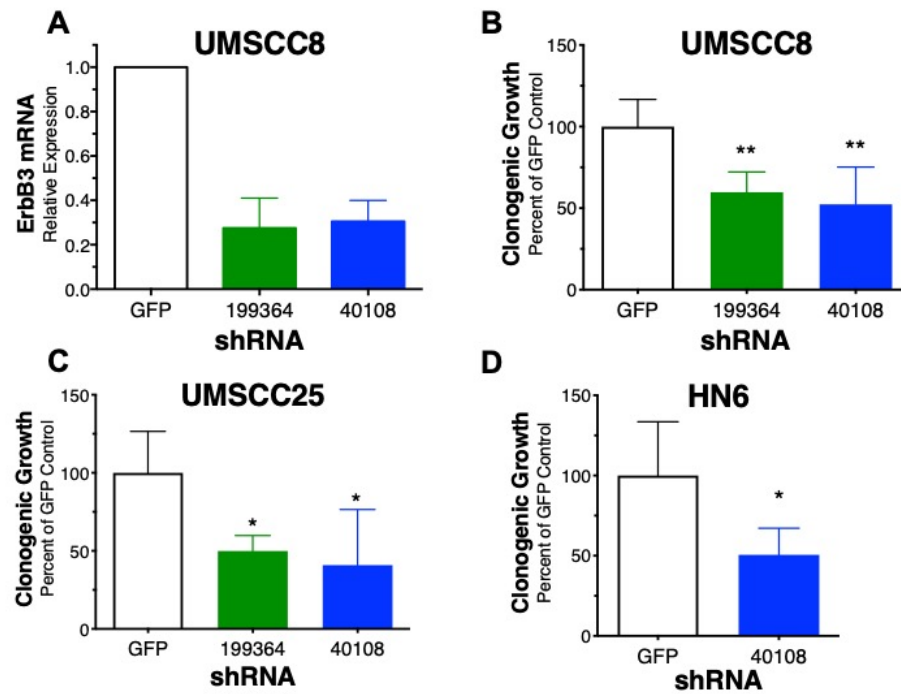 A
UMSCC8
ErbB3 mRNA
Relative Expression
1.0
0.8
0.6
0.4
0.2
0.0
GFP 199364 40108
shRNA
B
UMSCC8
Clonogenic Growth
Percent of GFP Control
150
100
50
0
** **
GFP 199364 40108
shRNA
C
UMSCC25
Clonogenic Growth
Percent of GFP Control
150
100
50
0
* *
GFP 199364 40108
shRNA
D
HN6
Clonogenic Growth
Percent of GFP Control
150
100
50
0
*
GFP 40108
shRNA